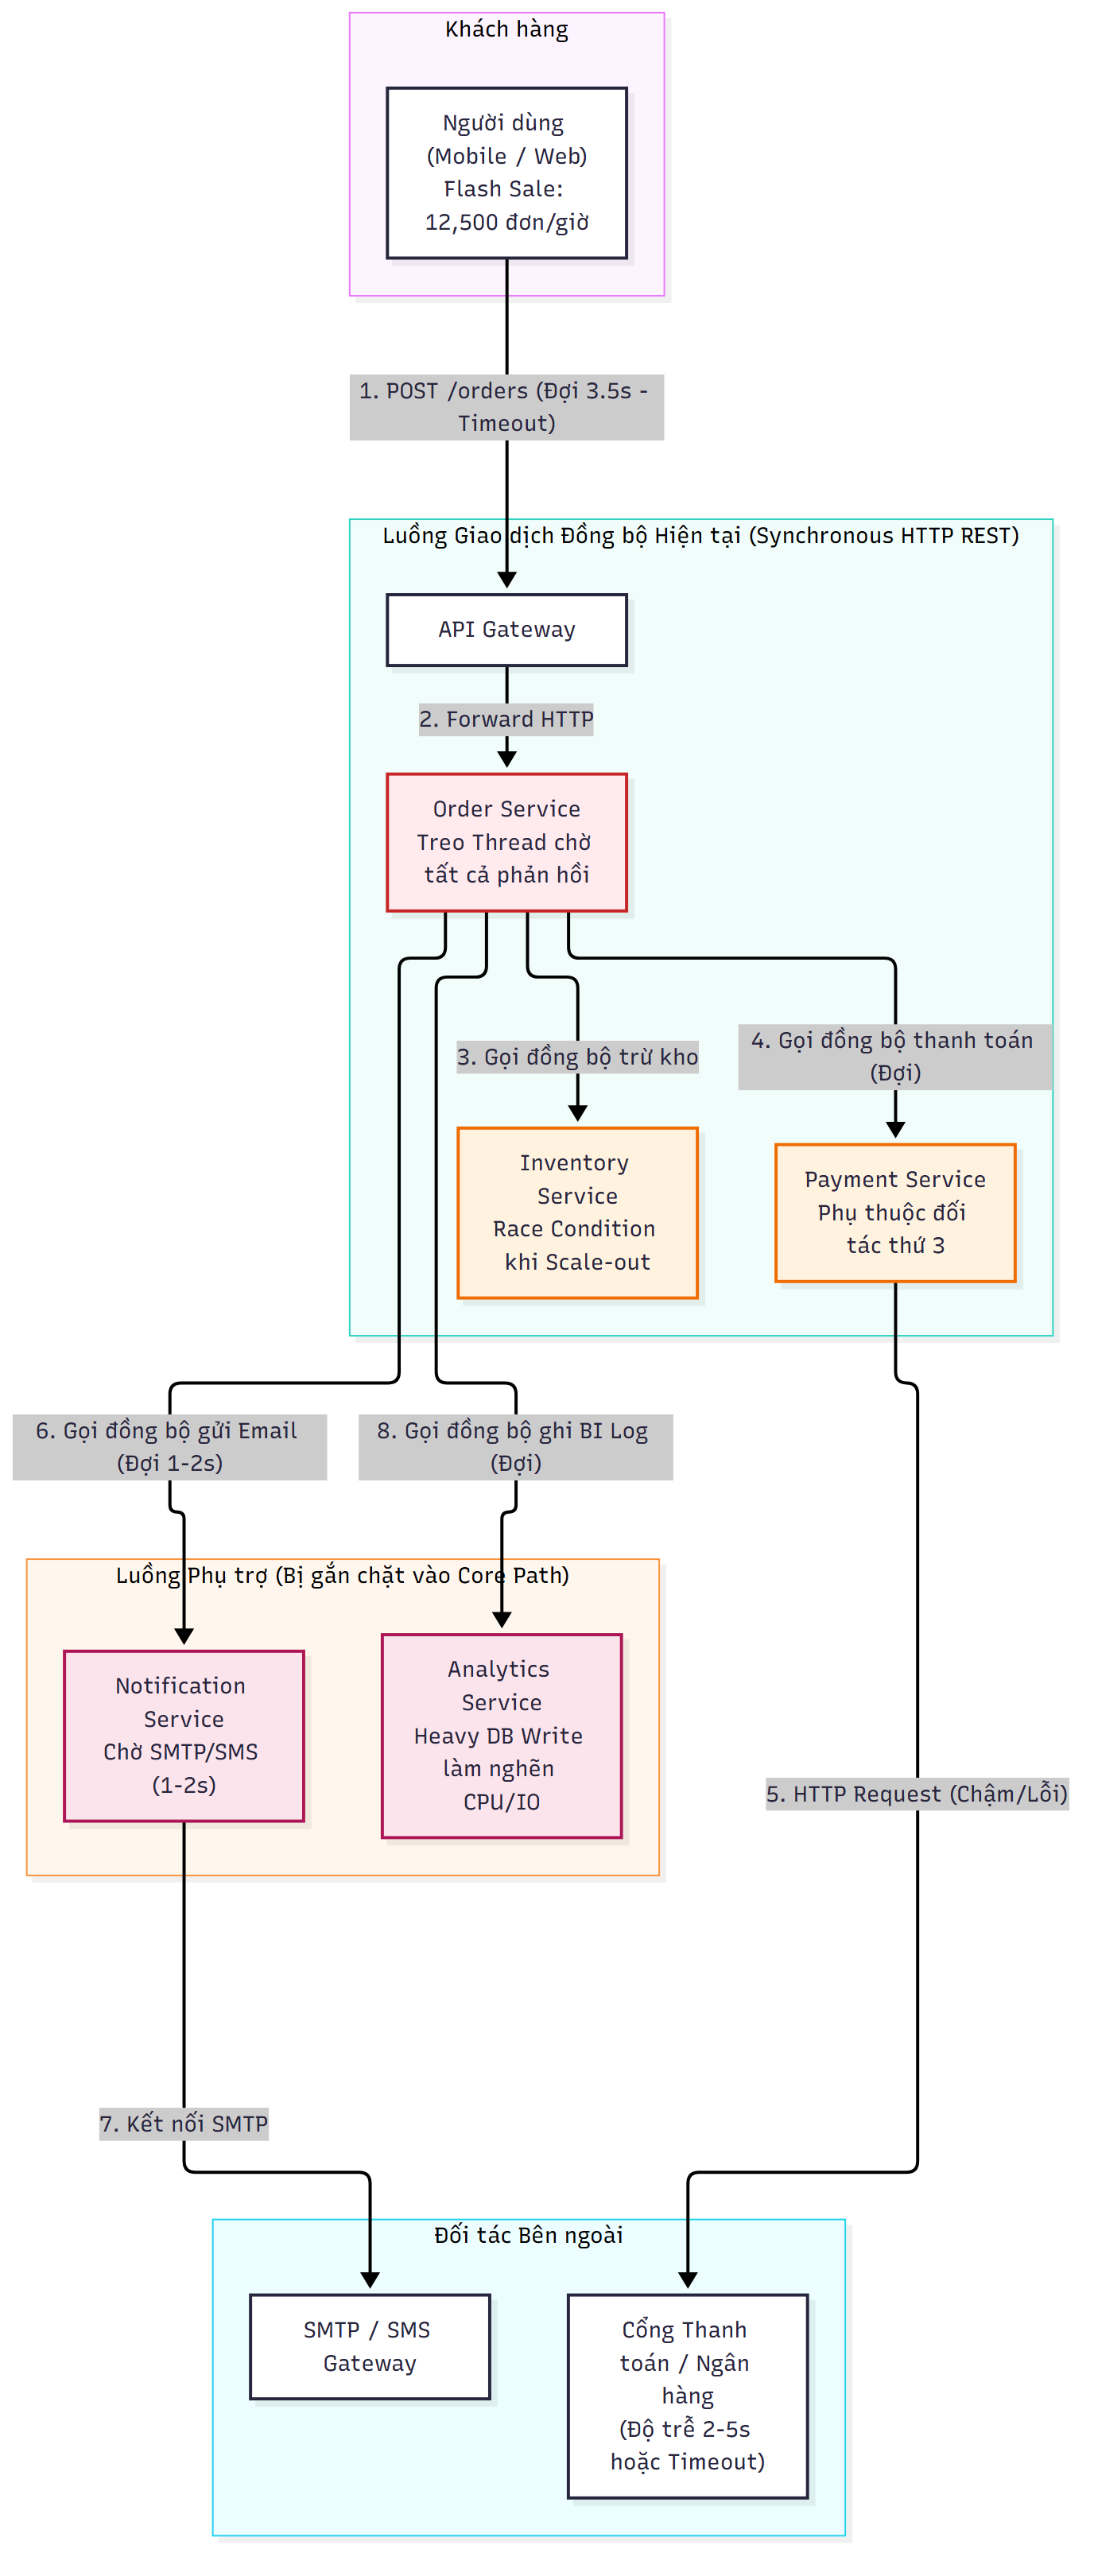 Khách hàng
Người dùng
(Mobile / Web)
Flash Sale:
12,500 đơn/giờ
1. POST /orders (Đợi 3.5s -
Timeout)
Luồng Giao dịch Đồng bộ Hiện tại (Synchronous HTTP REST)
API Gateway
2. Forward HTTP
Order Service
Treo Thread chờ
tất cả phản hồi
3. Gọi đồng bộ trừ kho
4. Gọi đồng bộ thanh toán
(Đợi)
Inventory
Service
Race Condition
khi Scale-out
Payment Service
Phụ thuộc đối
tác thứ 3
6. Gọi đồng bộ gửi Email
(Đợi 1-2s)
8. Gọi đồng bộ ghi BI Log
(Đợi)
Luồng Phụ trợ (Bị gắn chặt vào Core Path)
Notification
Service
Chờ SMTP/SMS
(1-2s)
Analytics
Service
Heavy DB Write
làm nghẽn
CPU/IO
5. HTTP Request (Chậm/Lỗi)
7. Kết nối SMTP
Đối tác Bên ngoài
SMTP / SMS
Gateway
Cổng Thanh
toán / Ngân
hàng
(Độ trễ 2-5s
hoặc Timeout)